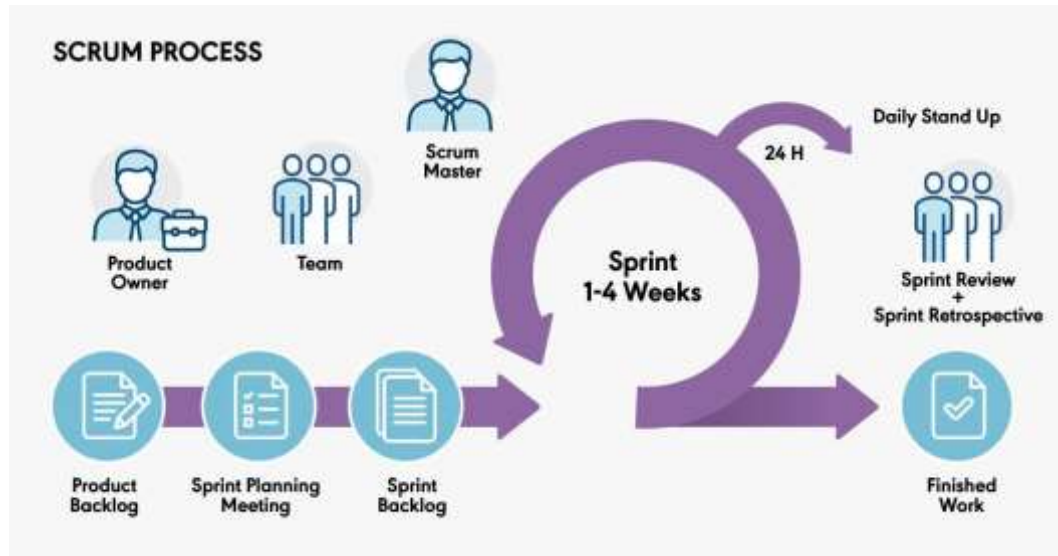 SCRUM PROCESS
Scrum
Master
Product
Owner
Team
Daily Stand Up
24 H
Sprint
1-4 Weeks
Sprint Review
+
Sprint Retrospective
Product
Backlog
Sprint Planning
Meeting
Sprint
Backlog
Finished
Work